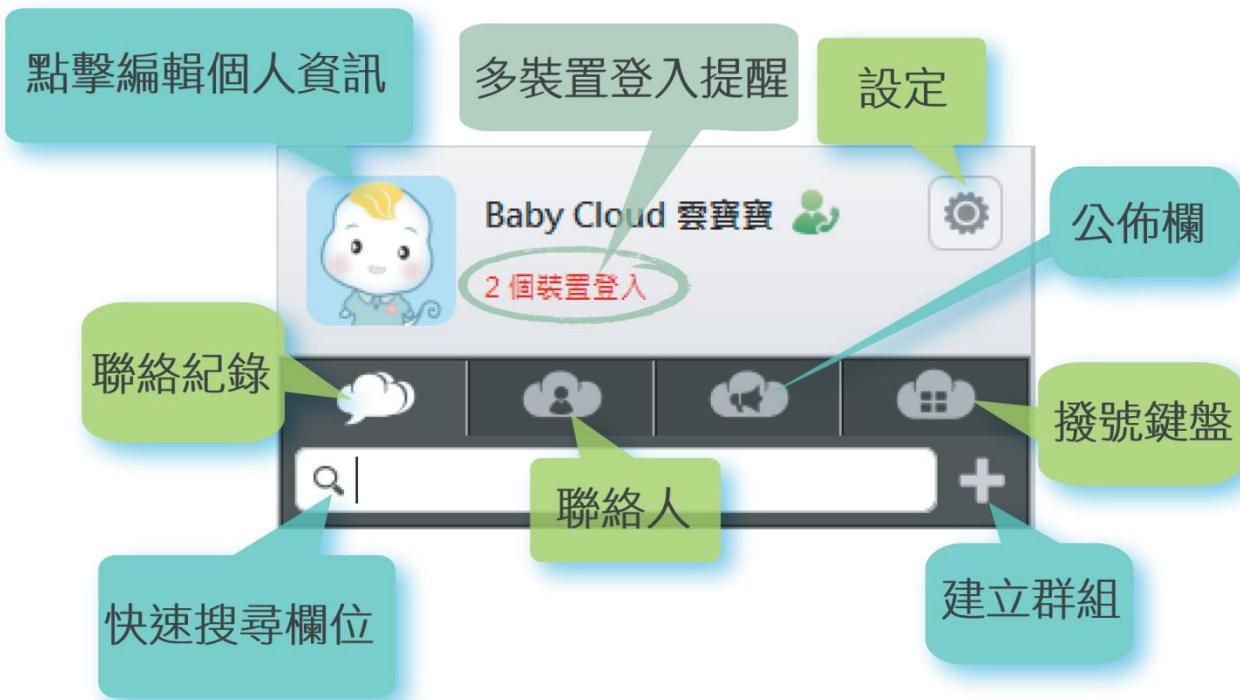 點擊編輯個人資訊
多裝置登入提醒
設定
Baby Cloud 雲寶寶
2 個裝置登入
公佈欄
聯絡紀錄
撥號鍵盤
聯絡人
快速搜尋欄位
建立群組